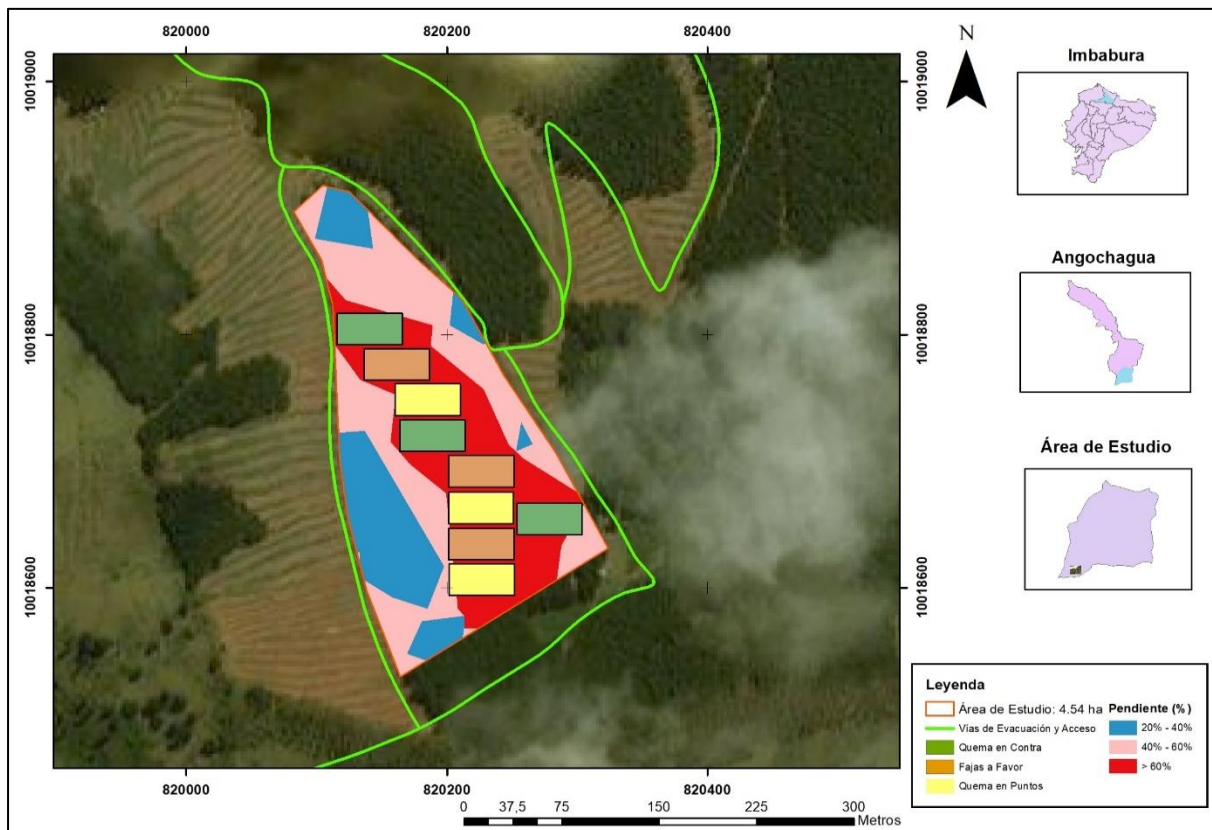 820000 820200 820400
10019000
10018800
10018600
10019000
10018800
10018600
820000 820200 820400
N
Imbabura
Angochagua
Área de Estudio
Leyenda
Área de Estudio: 4.54 ha
Vías de Evacuación y Acceso
Quema en Contra
Fajas a Favor
Quema en Puntos
Pendiente (%)
20% - 40%
40% - 60%
> 60%
0 37,5 75 150 225 300
Metros